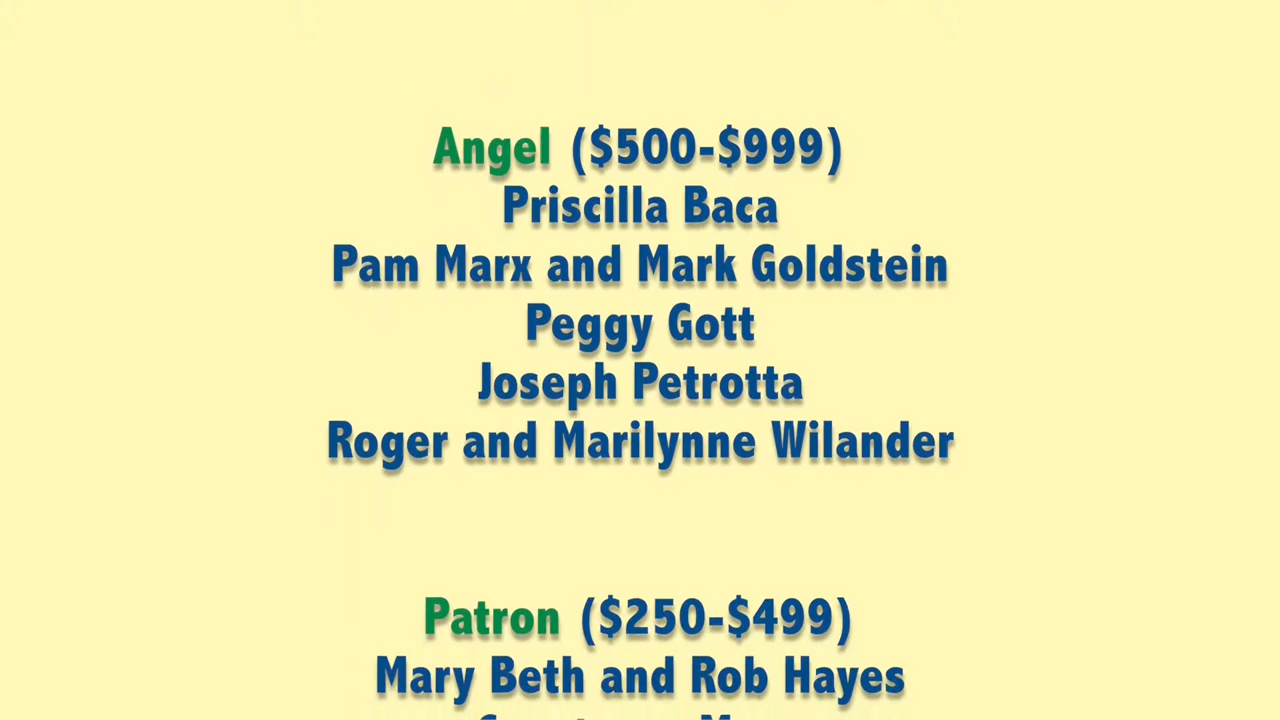 Angel ($500-$999)
Priscilla Baca
Pam Marx and Mark Goldstein
Peggy Gott
Joseph Petrotta
Roger and Marilynne Wilander
Patron ($250-$499)
Mary Beth and Rob Hayes